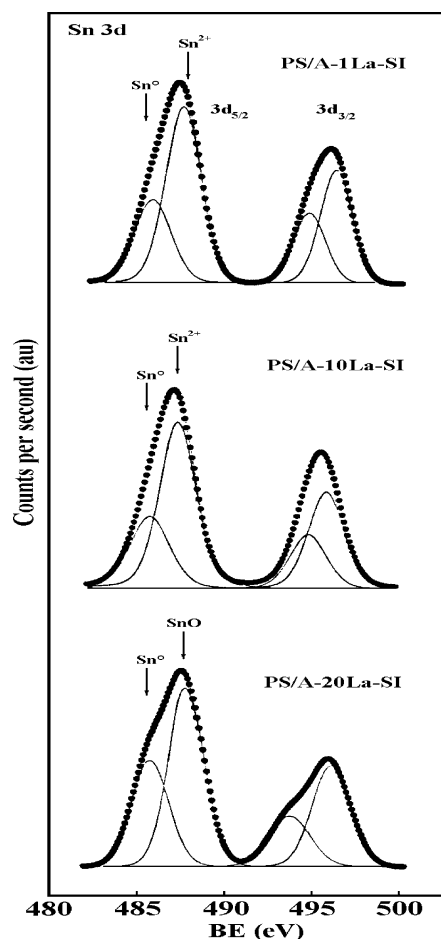 Sn 3d
Sn²⁺
PS/A-1La-SI
Sn°
3d₅/₂
3d₃/₂
Sn²⁺
PS/A-10La-SI
Sn°
SnO
PS/A-20La-SI
Sn°
Counts per second (au)
480 485 490 495 500
BE (eV)